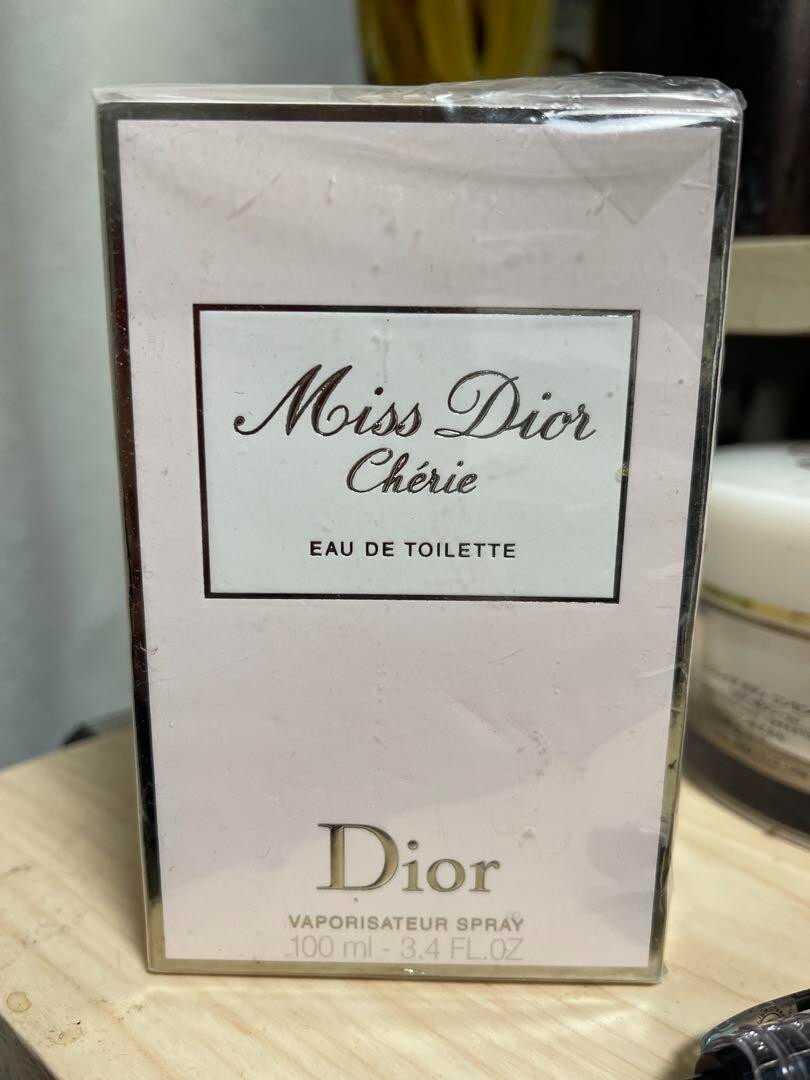 Miss Dior
Chérie
EAU DE TOILETTE
Dior
VAPORISATEUR SPRAY
100 ml - 3.4 FL.OZ